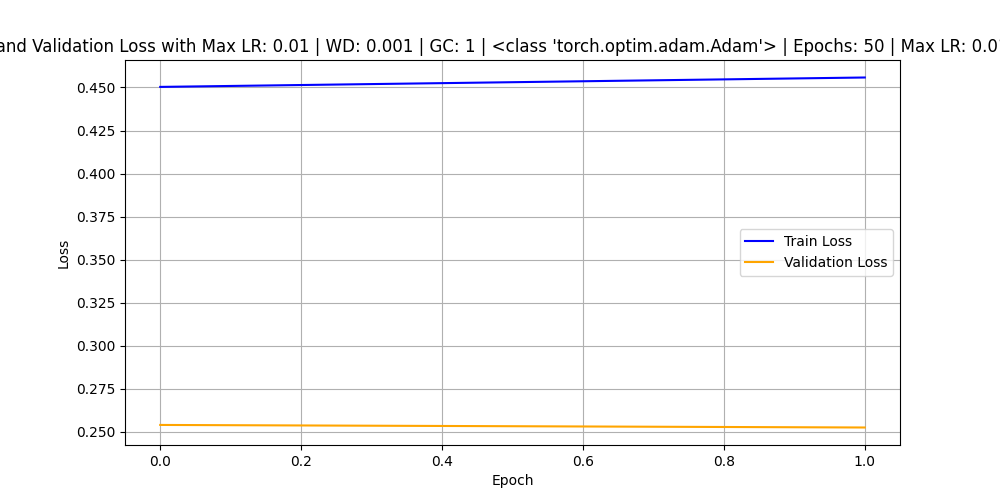 and Validation Loss with Max LR: 0.01 | WD: 0.001 | GC: 1 | <class 'torch.optim.adam.Adam'> | Epochs: 50 | Max LR: 0.0
0.450
0.425
0.400
0.375
0.350
0.325
0.300
0.275
0.250
Loss
Train Loss
Validation Loss
0.0 0.2 0.4 0.6 0.8 1.0
Epoch